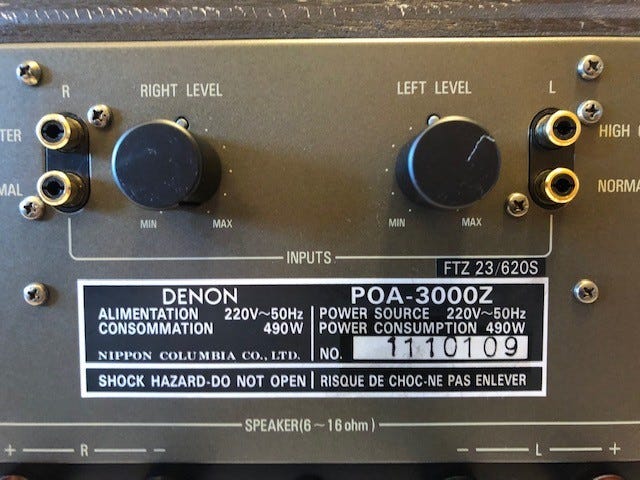 R RIGHT LEVEL LEFT LEVEL L
TER HIGH
MAL NORMA
MIN MAX MIN MAX
INPUTS
FTZ 23/620S
DENON
ALIMENTATION 220V~50Hz
CONSOMMATION 490W
NIPPON COLUMBIA CO., LTD.
POA-3000Z
POWER SOURCE 220V~50Hz
POWER CONSUMPTION 490W
NO. 1110109
SHOCK HAZARD-DO NOT OPEN
RISQUE DE CHOC-NE PAS ENLEVER
SPEAKER(6~16ohm)
+ R − − L +